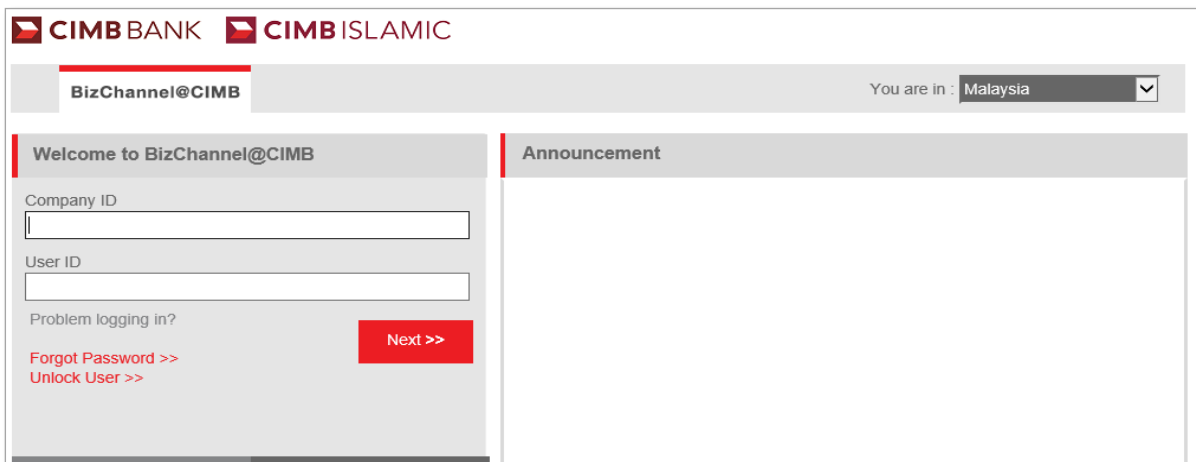 CIMB BANK CIMB ISLAMIC
BizChannel@CIMB You are in : Malaysia
Welcome to BizChannel@CIMB
Announcement
Company ID
User ID
Problem logging in?
Next >>
Forgot Password >>
Unlock User >>